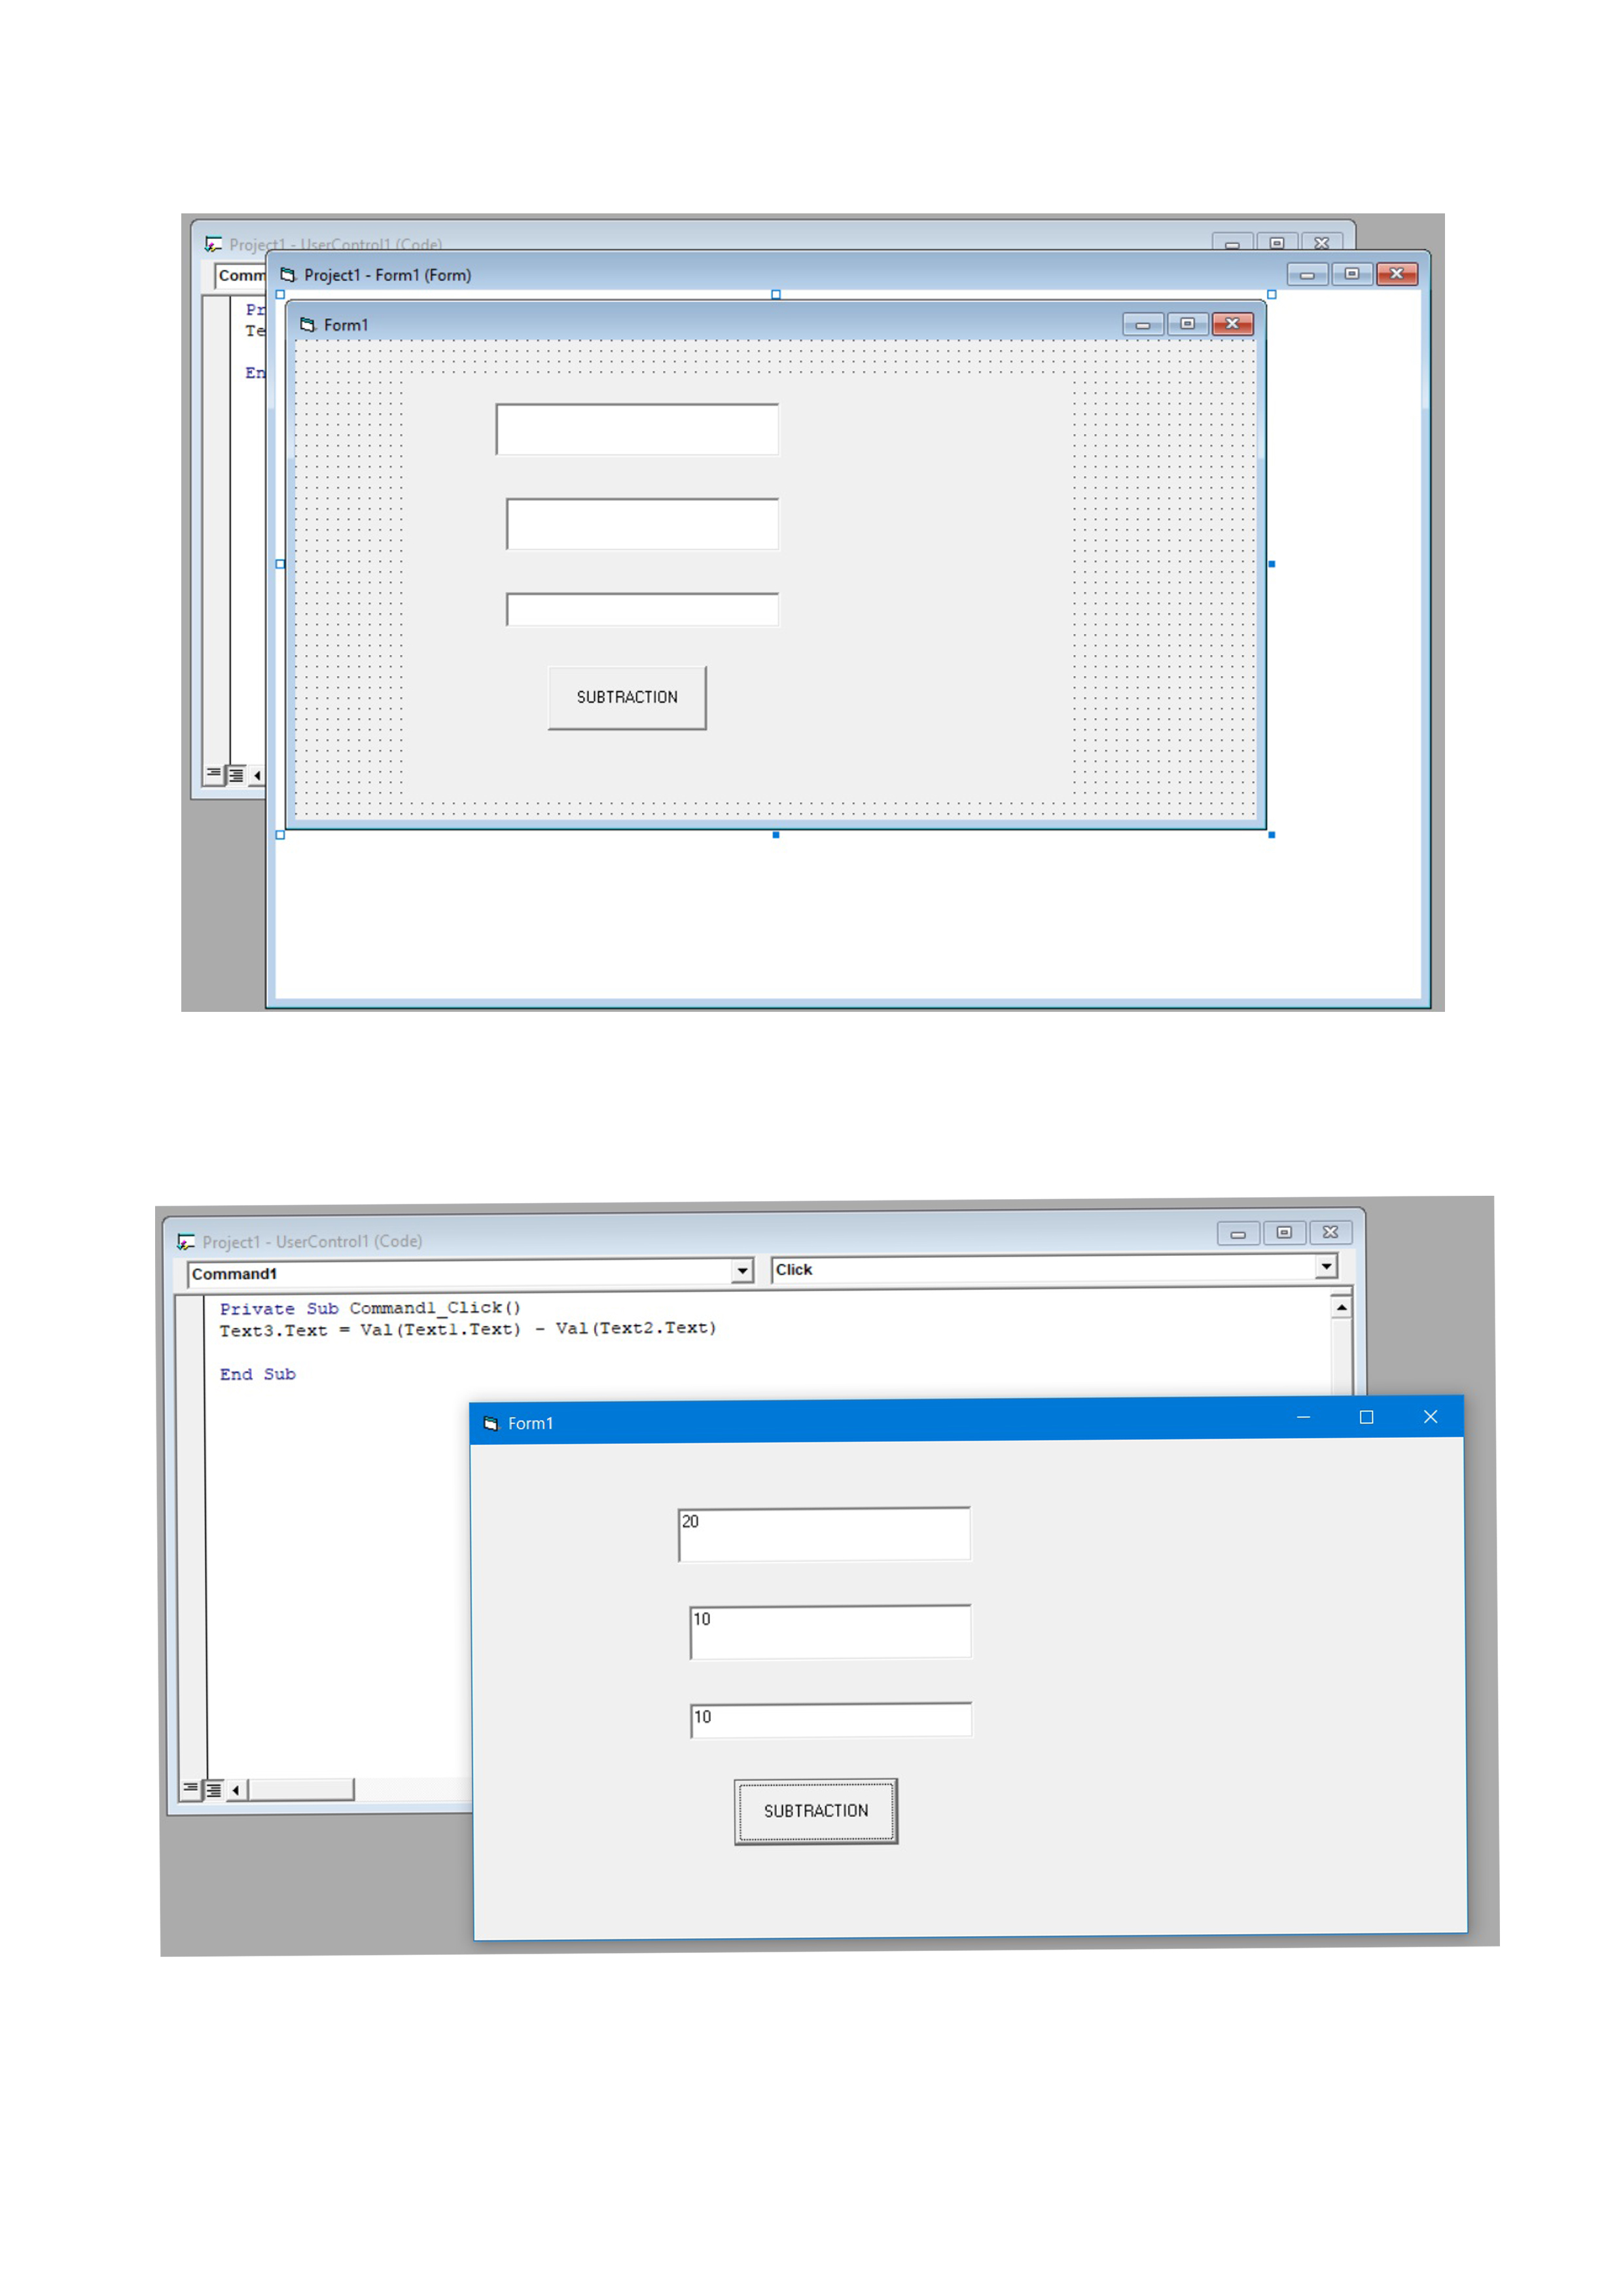 Project1 - UserControl1 (Code)
Comm
Project1 - Form1 (Form)
Pr
Te
En
Form1
SUBTRACTION
Project1 - UserControl1 (Code)
Command1
Click
Private Sub Command1_Click()
Text3.Text = Val(Text1.Text) - Val(Text2.Text)
End Sub
Form1
20
10
10
SUBTRACTION